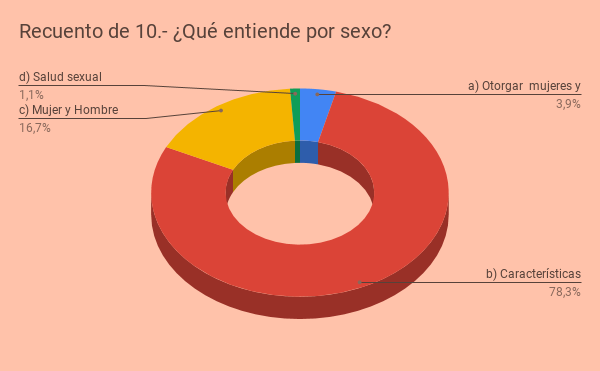 Recuento de 10.- ¿Qué entiende por sexo?
d) Salud sexual
1,1%
c) Mujer y Hombre
16,7%
a) Otorgar mujeres y
3,9%
b) Características
78,3%